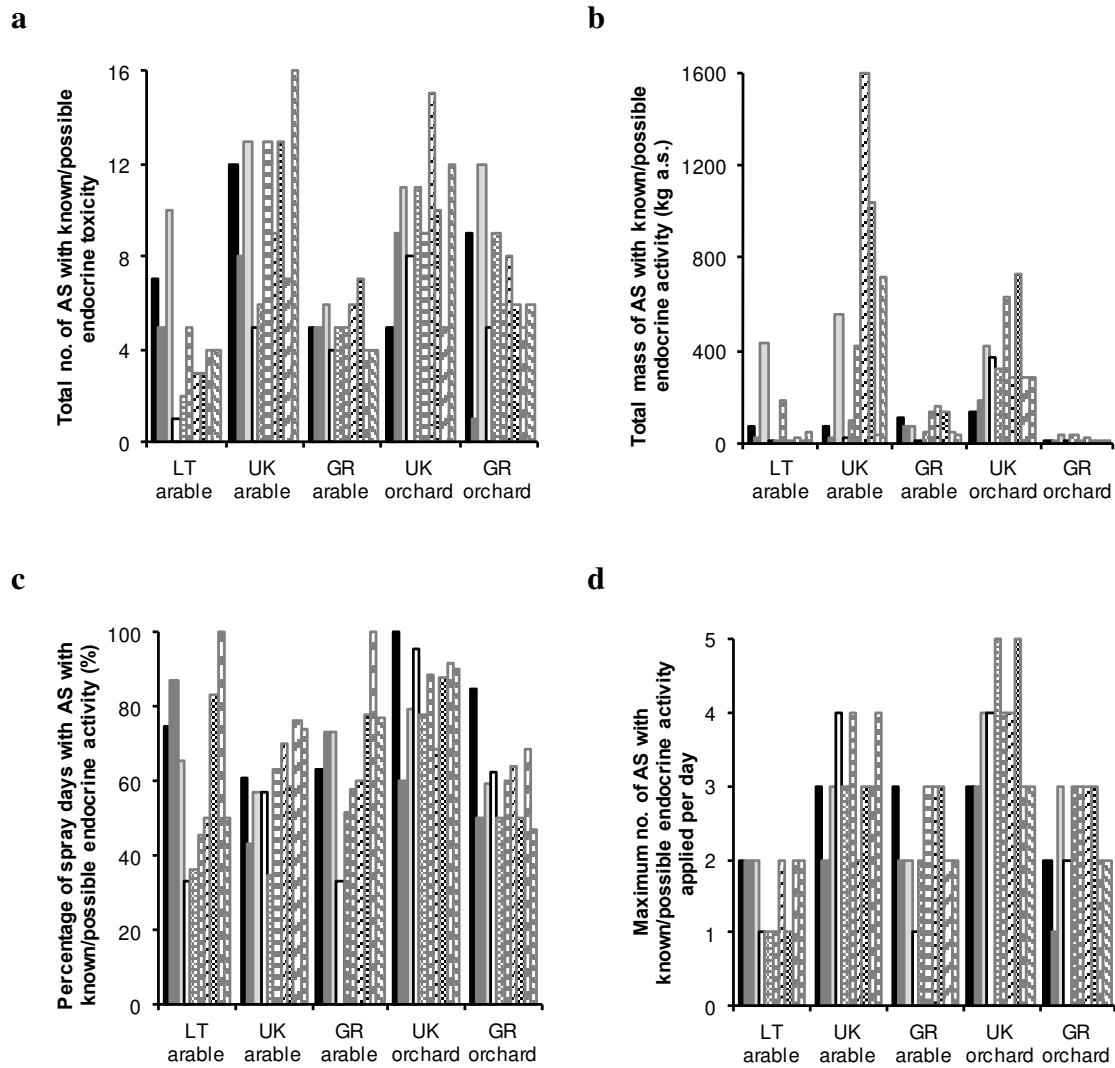 a
Total no. of AS with known/possible
endocrine toxicity
16
12
8
4
0
LT
arable
UK
arable
GR
arable
UK
orchard
GR
orchard
b
Total mass of AS with known/possible
endocrine activity (kg a.s.)
1600
1200
800
400
0
LT
arable
UK
arable
GR
arable
UK
orchard
GR
orchard
c
Percentage of spray days with AS with
known/possible endocrine activity (%)
100
80
60
40
20
0
LT
arable
UK
arable
GR
arable
UK
orchard
GR
orchard
d
Maximum no. of AS with
known/possible endocrine activity
applied per day
5
4
3
2
1
0
LT
arable
UK
arable
GR
arable
UK
orchard
GR
orchard